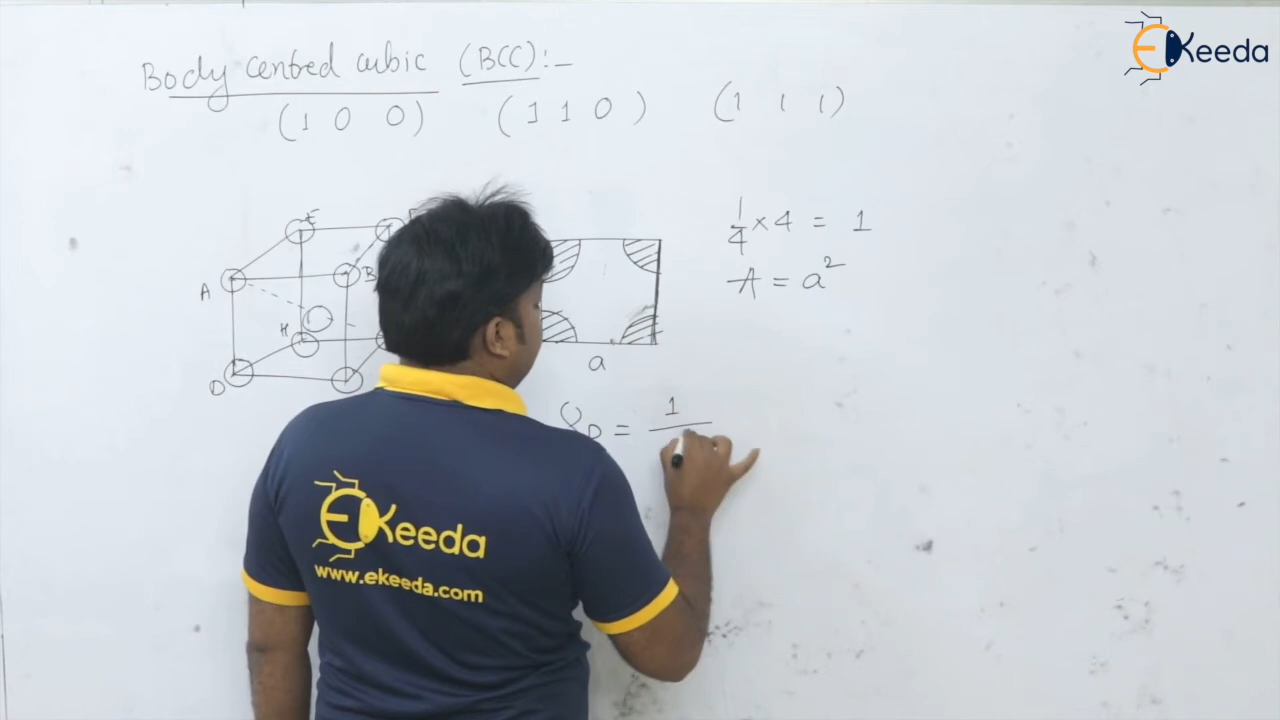 Body centred cubic (BCC):-
(1 0 0) (1 1 0) (1 1 1)
EKeeda
E
A
B
H
D
a
1/4 × 4 = 1
A = a²
ρD = 1
EKeeda
www.ekeeda.com